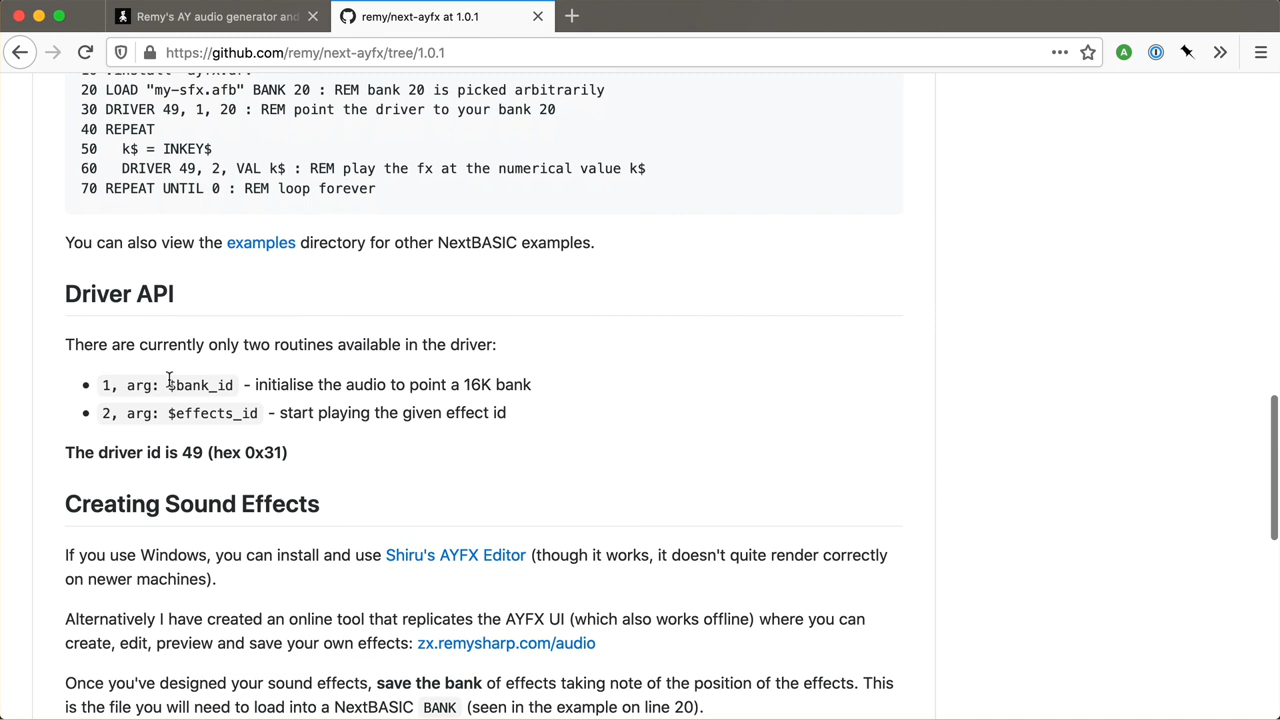 Remy's AY audio generator and
remy/next-ayfx at 1.0.1
https://github.com/remy/next-ayfx/tree/1.0.1
20 LOAD "my-sfx.afb" BANK 20 : REM bank 20 is picked arbitrarily
30 DRIVER 49, 1, 20 : REM point the driver to your bank 20
40 REPEAT
50   k$ = INKEY$
60   DRIVER 49, 2, VAL k$ : REM play the fx at the numerical value k$
70 REPEAT UNTIL 0 : REM loop forever
You can also view the examples directory for other NextBASIC examples.
Driver API
There are currently only two routines available in the driver:
• 1, arg: $bank_id - initialise the audio to point a 16K bank
• 2, arg: $effects_id - start playing the given effect id
The driver id is 49 (hex 0x31)
Creating Sound Effects
If you use Windows, you can install and use Shiru's AYFX Editor (though it works, it doesn't quite render correctly
on newer machines).
Alternatively I have created an online tool that replicates the AYFX UI (which also works offline) where you can
create, edit, preview and save your own effects: zx.remysharp.com/audio
Once you've designed your sound effects, save the bank of effects taking note of the position of the effects. This
is the file you will need to load into a NextBASIC BANK (seen in the example on line 20).